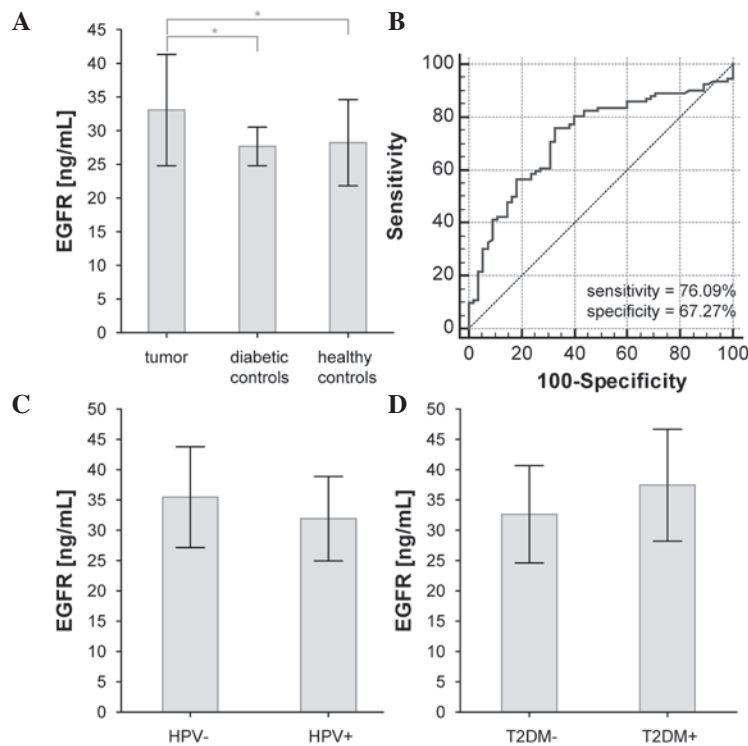 A
EGFR [ng/mL]
45
40
35
30
25
20
15
10
5
0
*
*
tumor
diabetic controls
healthy controls
B
Sensitivity
100
80
60
40
20
0
sensitivity = 76.09%
specificity = 67.27%
0 20 40 60 80 100
100-Specificity
C
EGFR [ng/mL]
50
45
40
35
30
25
20
15
10
5
0
HPV- HPV+
D
EGFR [ng/mL]
50
45
40
35
30
25
20
15
10
5
0
T2DM- T2DM+